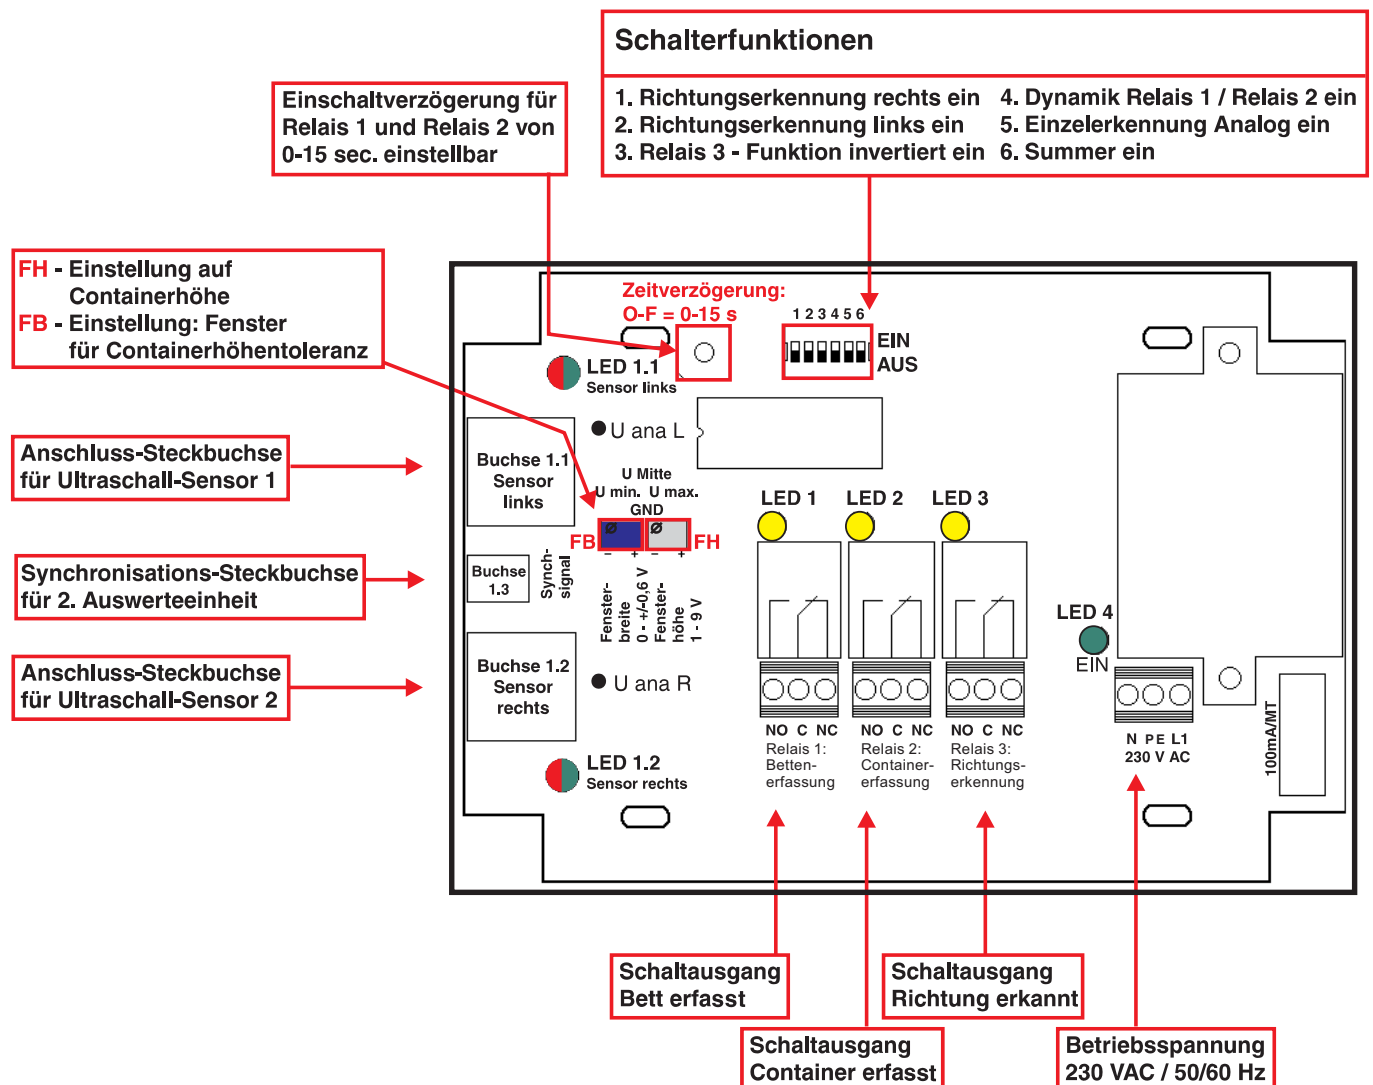 Schalterfunktionen
1. Richtungserkennung rechts ein
2. Richtungserkennung links ein
3. Relais 3 - Funktion invertiert ein
4. Dynamik Relais 1 / Relais 2 ein
5. Einzelerkennung Analog ein
6. Summer ein
Einschaltverzögerung für
Relais 1 und Relais 2 von
0-15 sec. einstellbar
FH - Einstellung auf
Containerhöhe
FB - Einstellung: Fenster
für Containerhöhentoleranz
Anschluss-Steckbuchse
für Ultraschall-Sensor 1
Synchronisations-Steckbuchse
für 2. Auswerteeinheit
Anschluss-Steckbuchse
für Ultraschall-Sensor 2
Zeitverzögerung:
O-F = 0-15 s
1 2 3 4 5 6
EIN
AUS
LED 1.1
Sensor links
U ana L
Buchse 1.1
Sensor
links
U Mitte
U min. U max.
GND
FB
FH
– + – +
Buchse
1.3
Synch-
signal
Fenster-
breite
0 - +/-0,6 V
Fenster-
höhe
1 - 9 V
Buchse 1.2
Sensor
rechts
U ana R
LED 1.2
Sensor rechts
LED 1
LED 2
LED 3
LED 4
EIN
NO C NC
Relais 1:
Betten-
erfassung
NO C NC
Relais 2:
Container-
erfassung
NO C NC
Relais 3:
Richtungs-
erkennung
N PE L1
230 V AC
100mA/MT
Schaltausgang
Bett erfasst
Schaltausgang
Container erfasst
Schaltausgang
Richtung erkannt
Betriebsspannung
230 VAC / 50/60 Hz